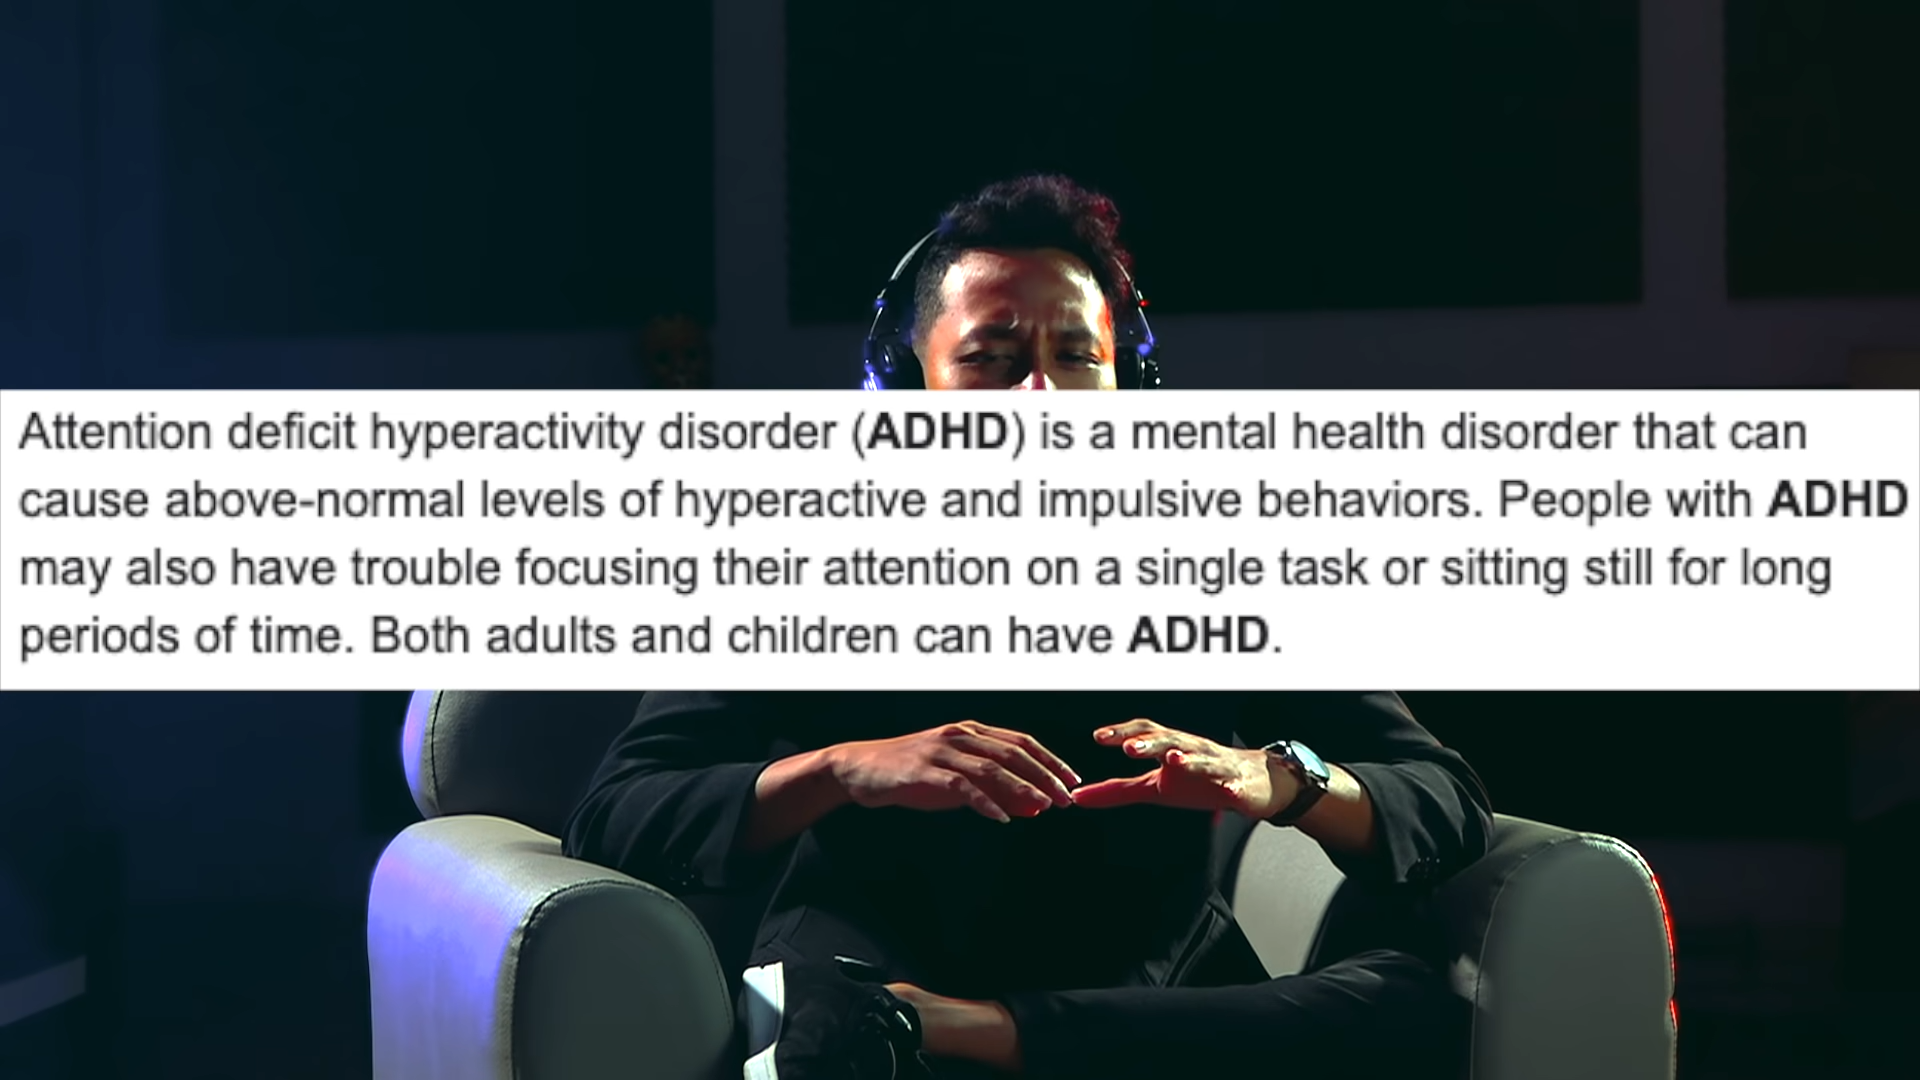 Attention deficit hyperactivity disorder (ADHD) is a mental health disorder that can
cause above-normal levels of hyperactive and impulsive behaviors. People with ADHD
may also have trouble focusing their attention on a single task or sitting still for long
periods of time. Both adults and children can have ADHD.